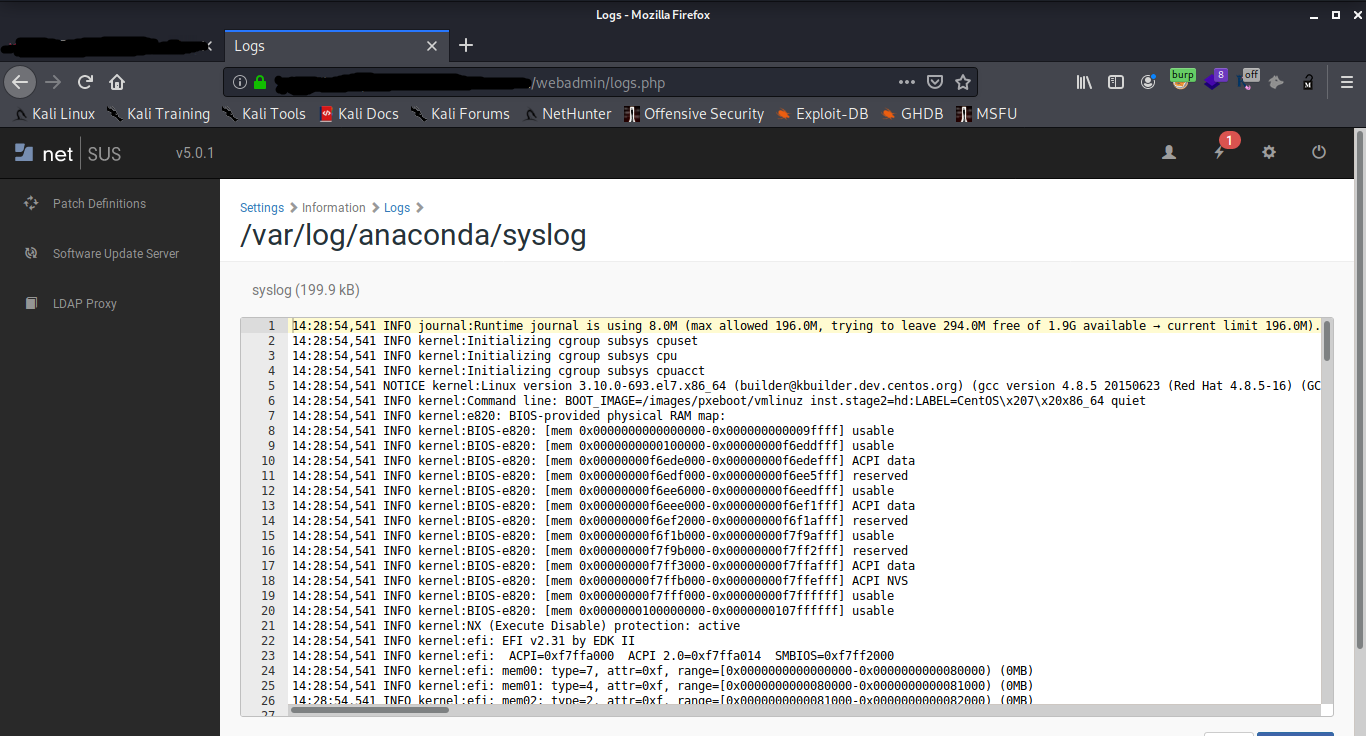 Logs - Mozilla Firefox
Logs
/webadmin/logs.php
burp 8 off
Kali Linux Kali Training Kali Tools Kali Docs Kali Forums NetHunter Offensive Security Exploit-DB GHDB MSFU
net SUS v5.0.1 1
Patch Definitions
Software Update Server
LDAP Proxy
Settings Information Logs
/var/log/anaconda/syslog
syslog (199.9 kB)
1 14:28:54,541 INFO journal:Runtime journal is using 8.0M (max allowed 196.0M, trying to leave 294.0M free of 1.9G available → current limit 196.0M).
2 14:28:54,541 INFO kernel:Initializing cgroup subsys cpuset
3 14:28:54,541 INFO kernel:Initializing cgroup subsys cpu
4 14:28:54,541 INFO kernel:Initializing cgroup subsys cpuacct
5 14:28:54,541 NOTICE kernel:Linux version 3.10.0-693.el7.x86_64 (builder@kbuilder.dev.centos.org) (gcc version 4.8.5 20150623 (Red Hat 4.8.5-16) (GC
6 14:28:54,541 INFO kernel:Command line: BOOT_IMAGE=/images/pxeboot/vmlinuz inst.stage2=hd:LABEL=CentOS\x207\x20x86_64 quiet
7 14:28:54,541 INFO kernel:e820: BIOS-provided physical RAM map:
8 14:28:54,541 INFO kernel:BIOS-e820: [mem 0x0000000000000000-0x000000000009ffff] usable
9 14:28:54,541 INFO kernel:BIOS-e820: [mem 0x0000000000100000-0x00000000f6eddfff] usable
10 14:28:54,541 INFO kernel:BIOS-e820: [mem 0x00000000f6ede000-0x00000000f6edefff] ACPI data
11 14:28:54,541 INFO kernel:BIOS-e820: [mem 0x00000000f6edf000-0x00000000f6ee5fff] reserved
12 14:28:54,541 INFO kernel:BIOS-e820: [mem 0x00000000f6ee6000-0x00000000f6eedfff] usable
13 14:28:54,541 INFO kernel:BIOS-e820: [mem 0x00000000f6eee000-0x00000000f6ef1fff] ACPI data
14 14:28:54,541 INFO kernel:BIOS-e820: [mem 0x00000000f6ef2000-0x00000000f6f1afff] reserved
15 14:28:54,541 INFO kernel:BIOS-e820: [mem 0x00000000f6f1b000-0x00000000f7f9afff] usable
16 14:28:54,541 INFO kernel:BIOS-e820: [mem 0x00000000f7f9b000-0x00000000f7ff2fff] reserved
17 14:28:54,541 INFO kernel:BIOS-e820: [mem 0x00000000f7ff3000-0x00000000f7ffafff] ACPI data
18 14:28:54,541 INFO kernel:BIOS-e820: [mem 0x00000000f7ffb000-0x00000000f7ffefff] ACPI NVS
19 14:28:54,541 INFO kernel:BIOS-e820: [mem 0x00000000f7fff000-0x00000000f7ffffff] usable
20 14:28:54,541 INFO kernel:BIOS-e820: [mem 0x0000000100000000-0x0000000107ffffff] usable
21 14:28:54,541 INFO kernel:NX (Execute Disable) protection: active
22 14:28:54,541 INFO kernel:efi: EFI v2.31 by EDK II
23 14:28:54,541 INFO kernel:efi:  ACPI=0xf7ffa000  ACPI 2.0=0xf7ffa014  SMBIOS=0xf7ff2000
24 14:28:54,541 INFO kernel:efi: mem00: type=7, attr=0xf, range=[0x0000000000000000-0x0000000000080000) (0MB)
25 14:28:54,541 INFO kernel:efi: mem01: type=4, attr=0xf, range=[0x0000000000080000-0x0000000000081000) (0MB)
26 14:28:54,541 INFO kernel:efi: mem02: type=2, attr=0xf, range=[0x0000000000081000-0x0000000000082000) (0MB)
27